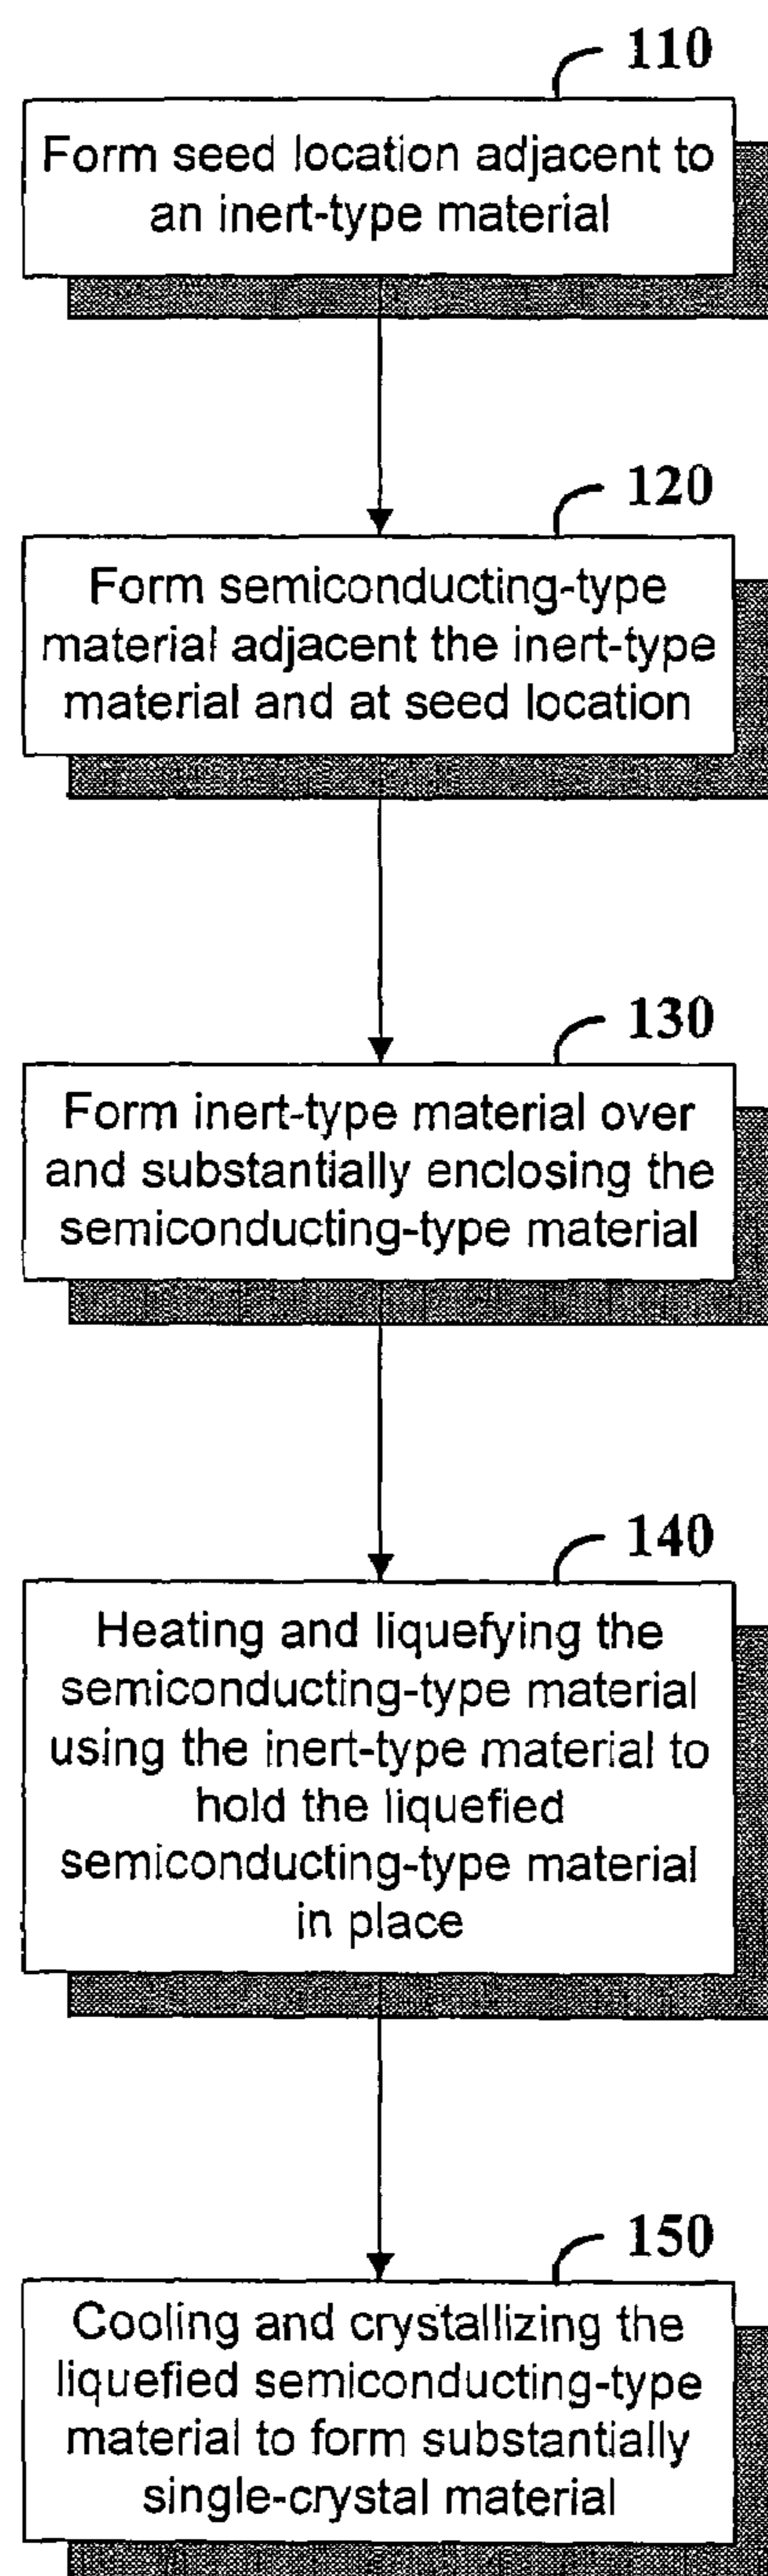 110
Form seed location adjacent to
an inert-type material
120
Form semiconducting-type
material adjacent the inert-type
material and at seed location
130
Form inert-type material over
and substantially enclosing the
semiconducting-type material
140
Heating and liquefying the
semiconducting-type material
using the inert-type material to
hold the liquefied
semiconducting-type material
in place
150
Cooling and crystallizing the
liquefied semiconducting-type
material to form substantially
single-crystal material